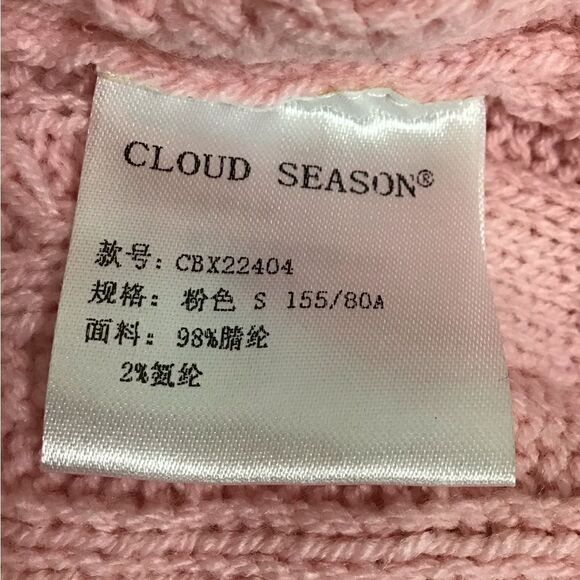 CLOUD SEASON®
款号: CBX22404
规格: 粉色 S 155/80A
面料: 98%腈纶
2%氨纶